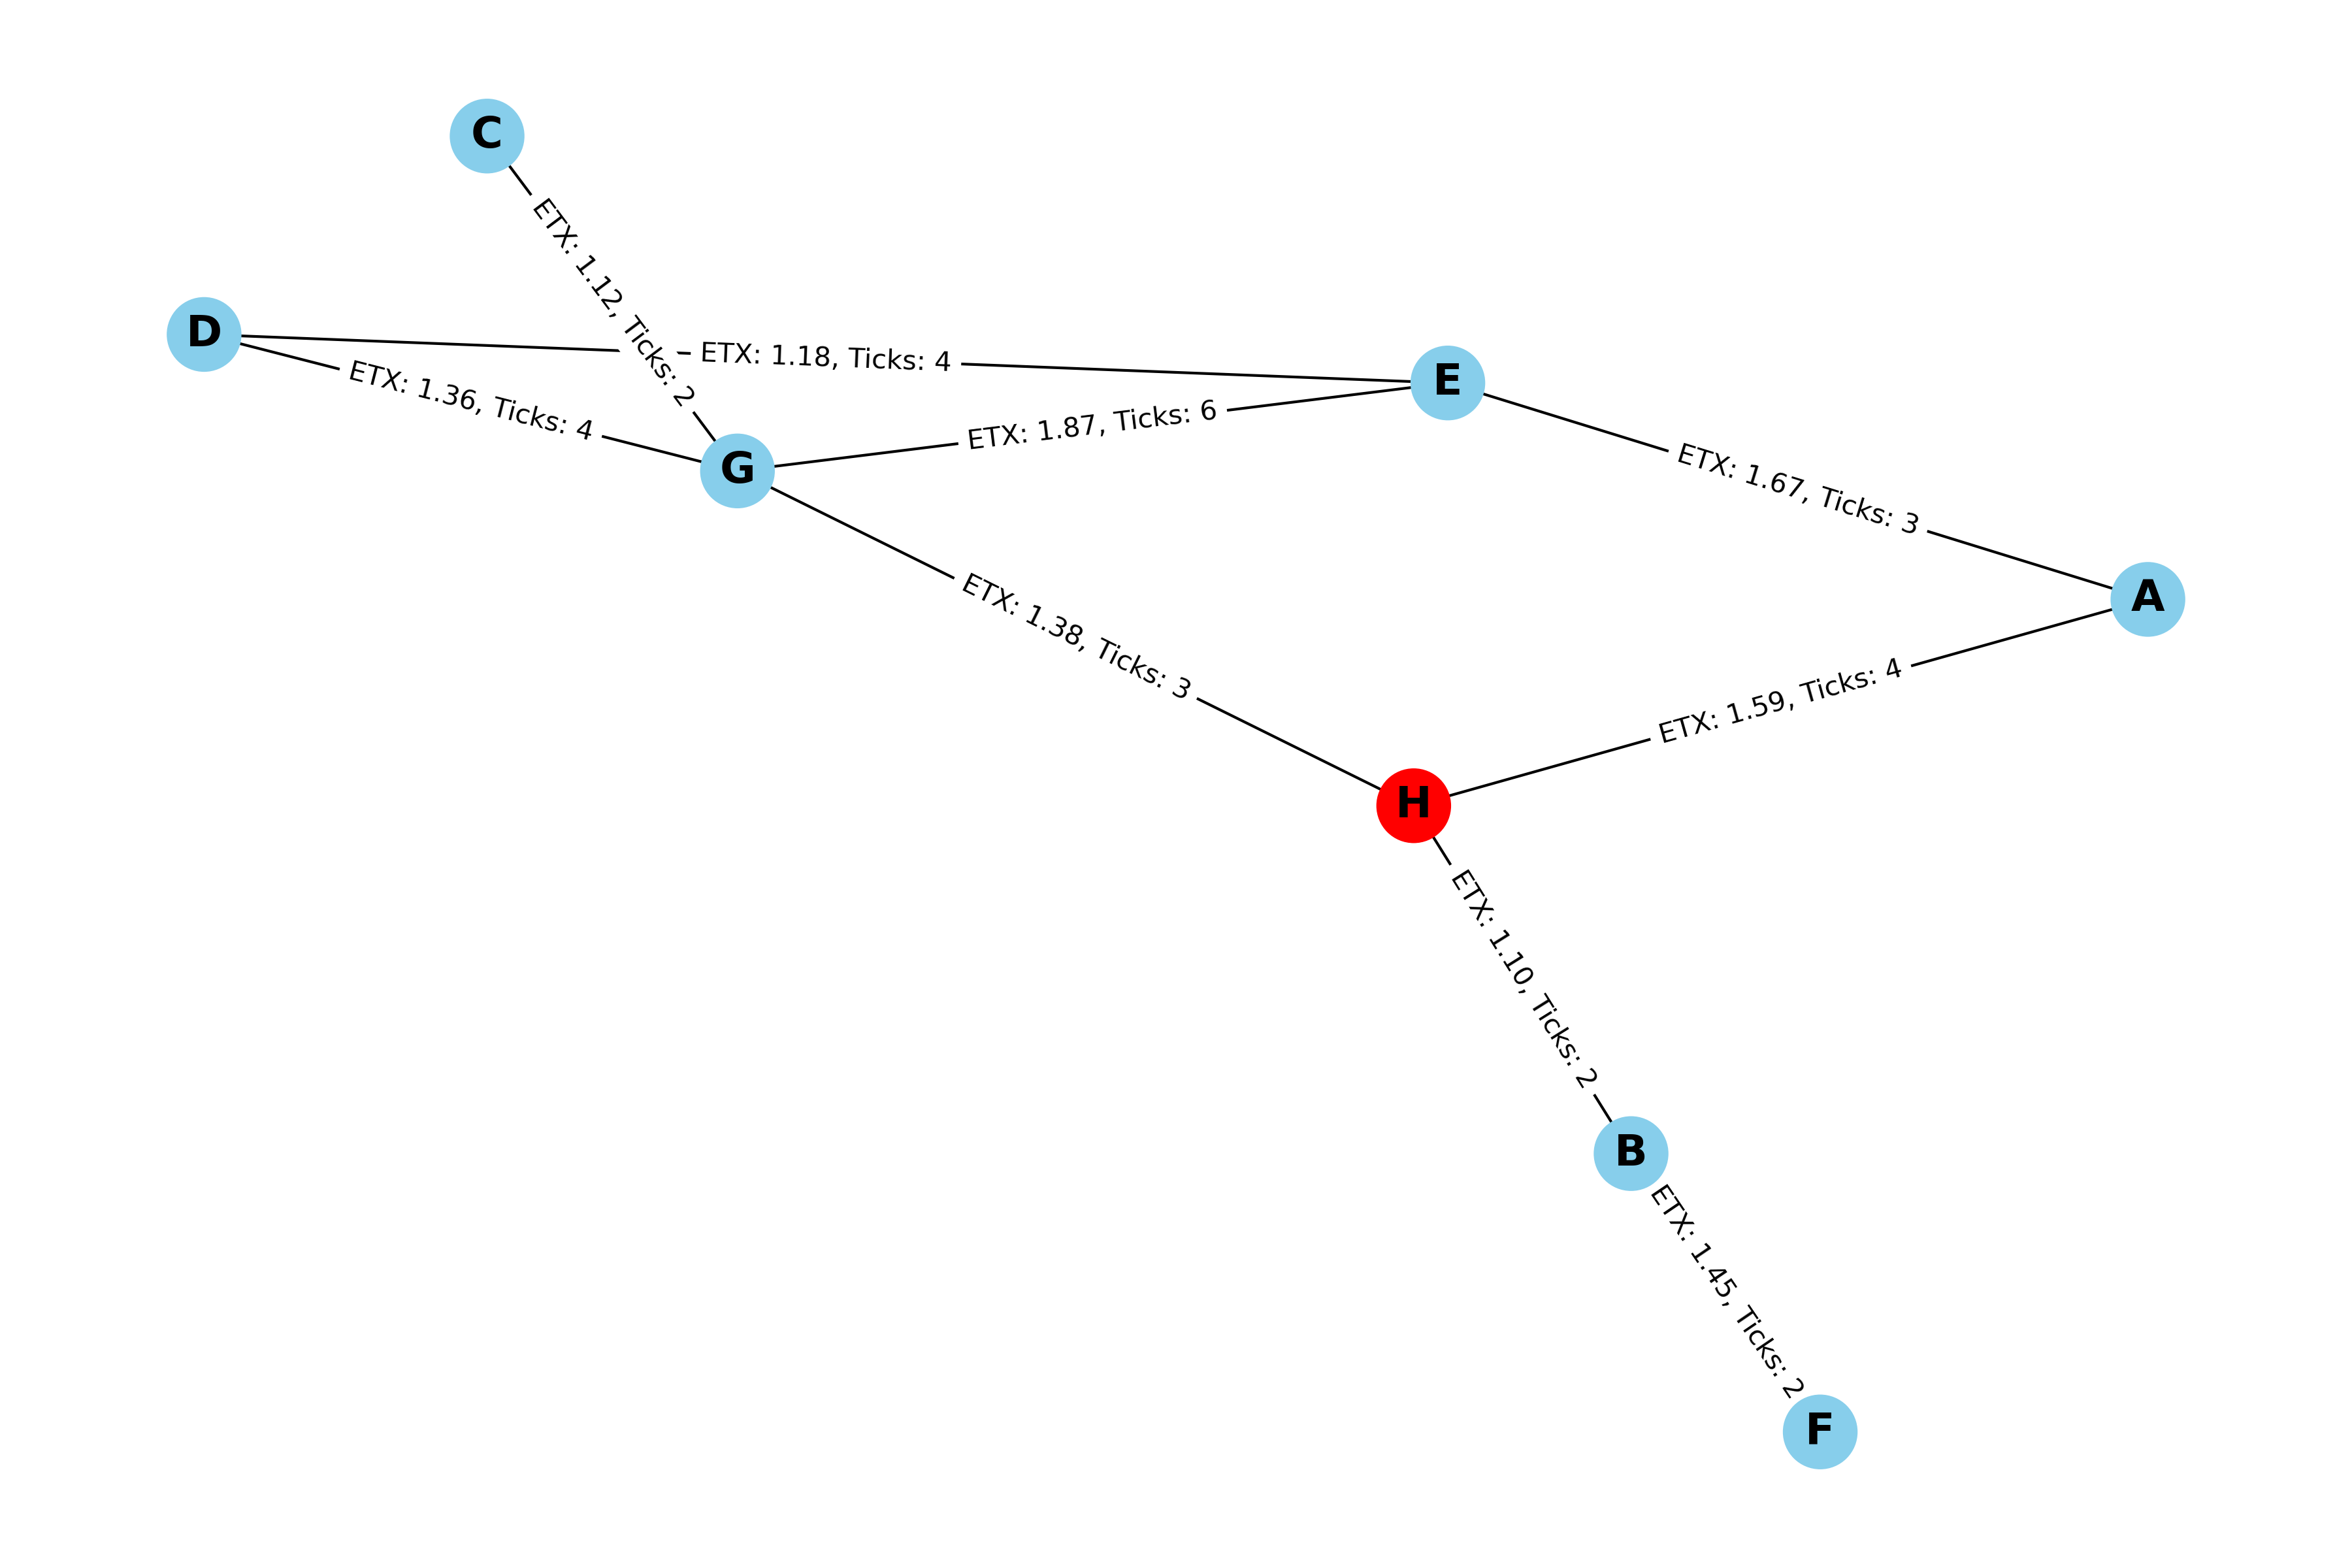 C
ETX: 1.12, Ticks: 2
D
ETX: 1.18, Ticks: 4
E
ETX: 1.36, Ticks: 4
ETX: 1.87, Ticks: 6
G
ETX: 1.67, Ticks: 3
A
ETX: 1.38, Ticks: 3
ETX: 1.59, Ticks: 4
H
ETX: 1.10, Ticks: 2
B
ETX: 1.45, Ticks: 2
F